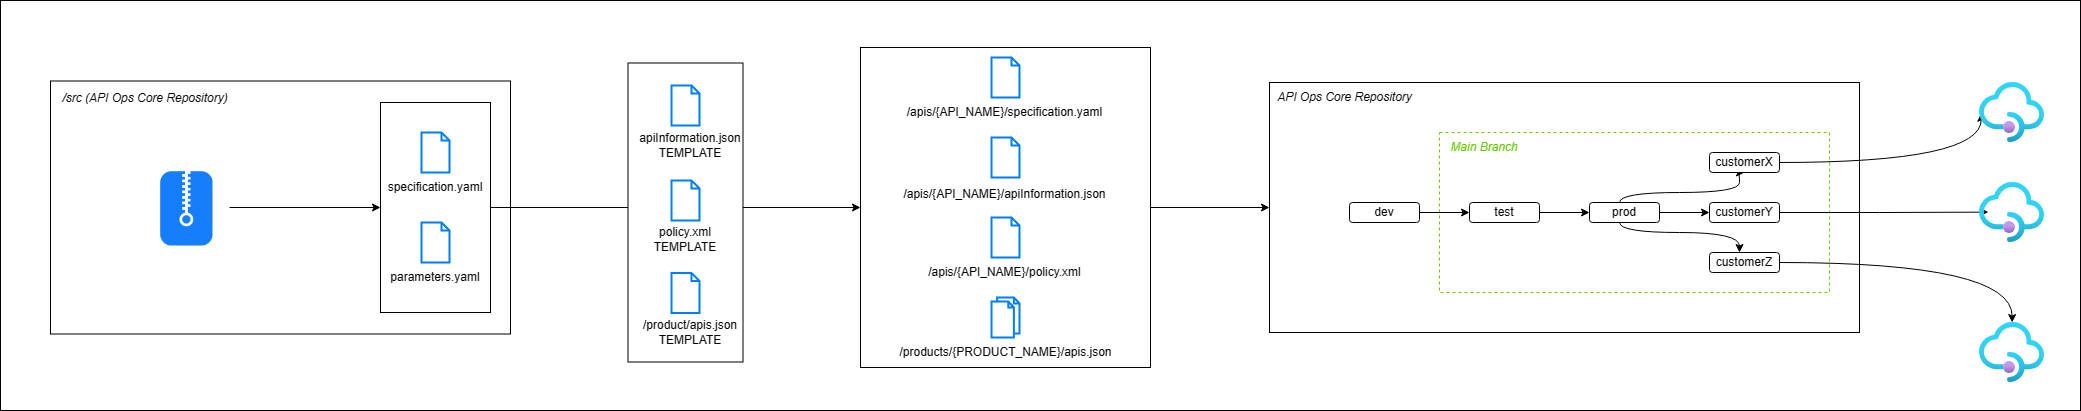 /src (API Ops Core Repository)
specification.yaml
parameters.yaml
apiInformation.json
TEMPLATE
policy.xml
TEMPLATE
/product/apis.json
TEMPLATE
/apis/{API_NAME}/specification.yaml
/apis/{API_NAME}/apiInformation.json
/apis/{API_NAME}/policy.xml
/products/{PRODUCT_NAME}/apis.json
API Ops Core Repository
Main Branch
dev
test
prod
customerX
customerY
customerZ